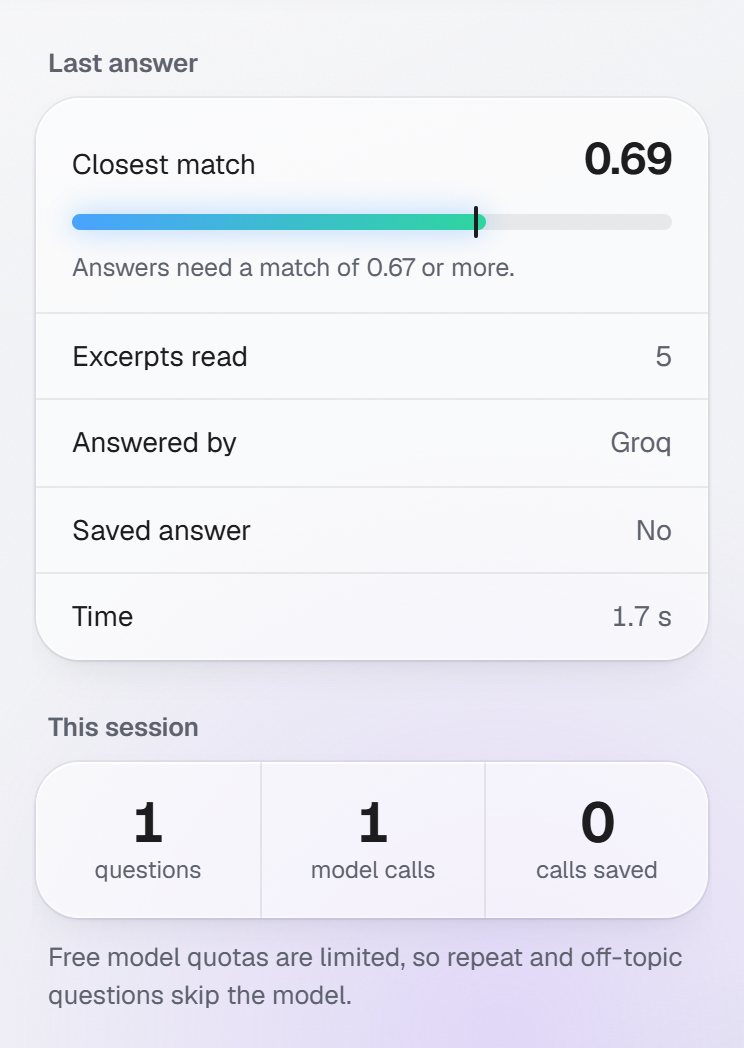 Last answer
Closest match 0.69
Answers need a match of 0.67 or more.
Excerpts read 5
Answered by Groq
Saved answer No
Time 1.7 s
This session
1 1 0
questions model calls calls saved
Free model quotas are limited, so repeat and off-topic
questions skip the model.